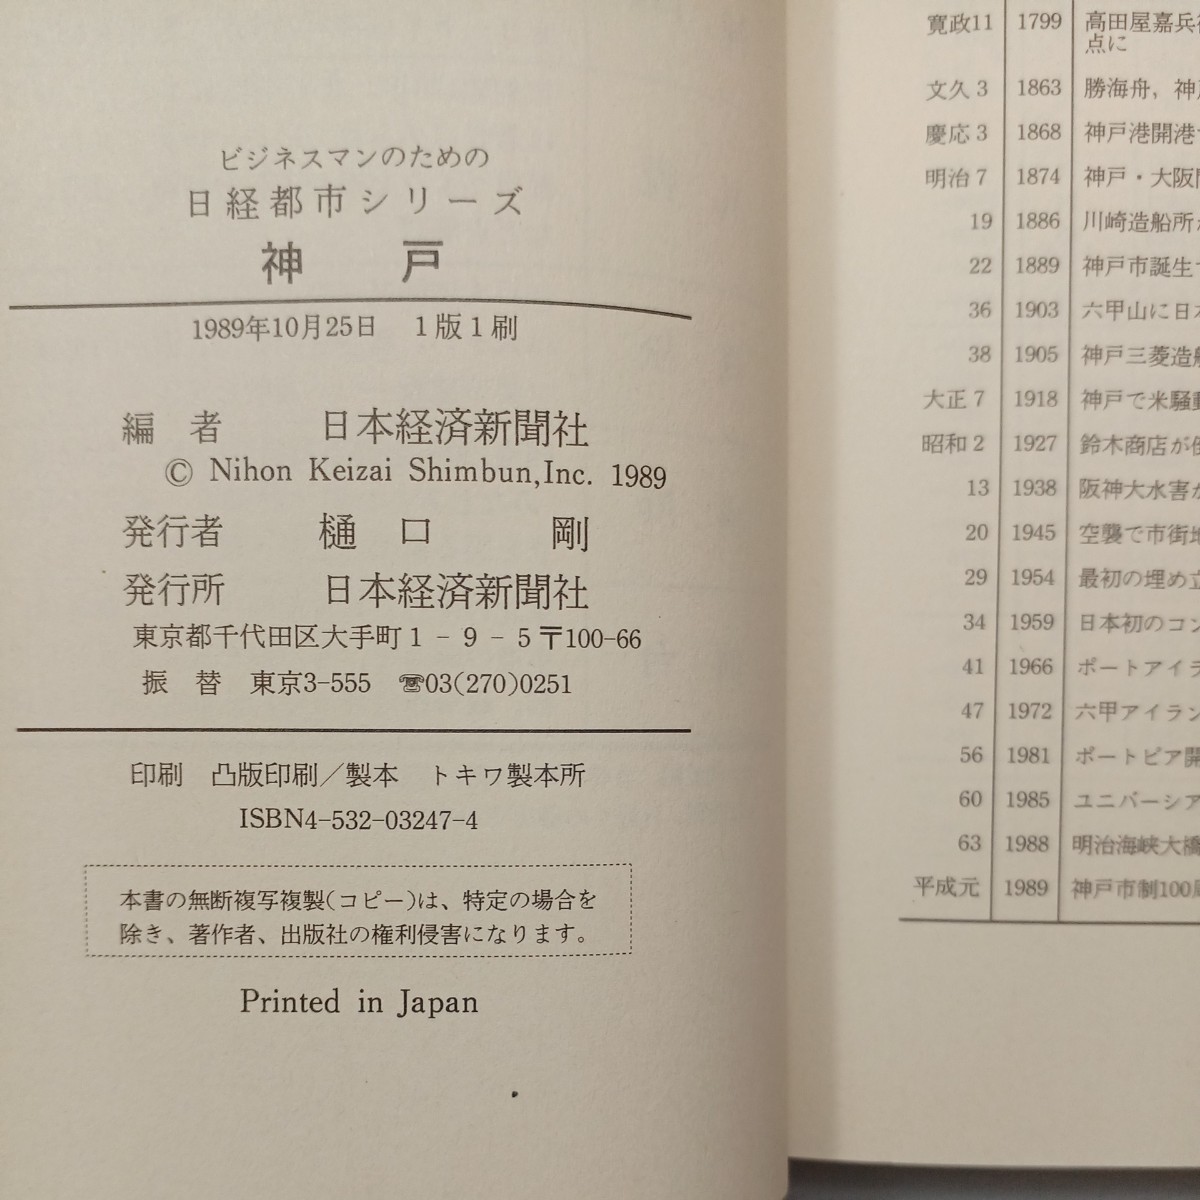 ビジネスマンのための
日経都市シリーズ
神戸
1989年10月25日 1版1刷
編者 日本経済新聞社
© Nihon Keizai Shimbun,Inc. 1989
発行者 樋口 剛
発行所 日本経済新聞社
東京都千代田区大手町1-9-5〒100-66
振替 東京3-555 ☎03(270)0251
印刷 凸版印刷／製本 トキワ製本所
ISBN4-532-03247-4
本書の無断複写複製(コピー)は、特定の場合を
除き、著作者、出版社の権利侵害になります。
Printed in Japan
寛政11 1799 高田屋嘉兵
点に
文久3 1863 勝海舟，神戸
慶応3 1868 神戸港開港
明治7 1874 神戸・大阪
19 1886 川崎造船所
22 1889 神戸市誕生
36 1903 六甲山に日本
38 1905 神戸三菱造船
大正7 1918 神戸で米騒動
昭和2 1927 鈴木商店が
13 1938 阪神大水害
20 1945 空襲で市街地
29 1954 最初の埋め立
34 1959 日本初のコン
41 1966 ポートアイラ
47 1972 六甲アイラン
56 1981 ポートピア開
60 1985 ユニバーシア
63 1988 明治海峡大橋
平成元 1989 神戸市制100周